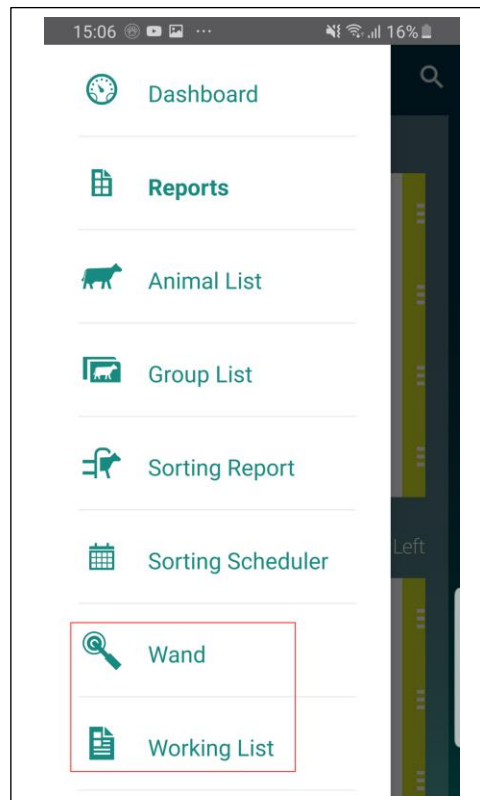 15:06 16%
Dashboard
Reports
Animal List
Group List
Sorting Report
Left
Sorting Scheduler
Wand
Working List